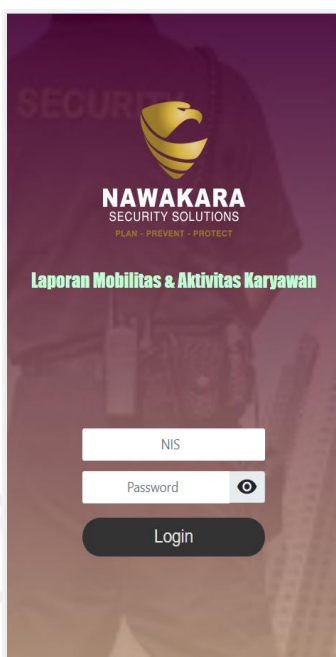 SECURITY
NAWAKARA
SECURITY SOLUTIONS
PLAN - PREVENT - PROTECT
Laporan Mobilitas & Aktivitas Karyawan
NIS
Password
Login